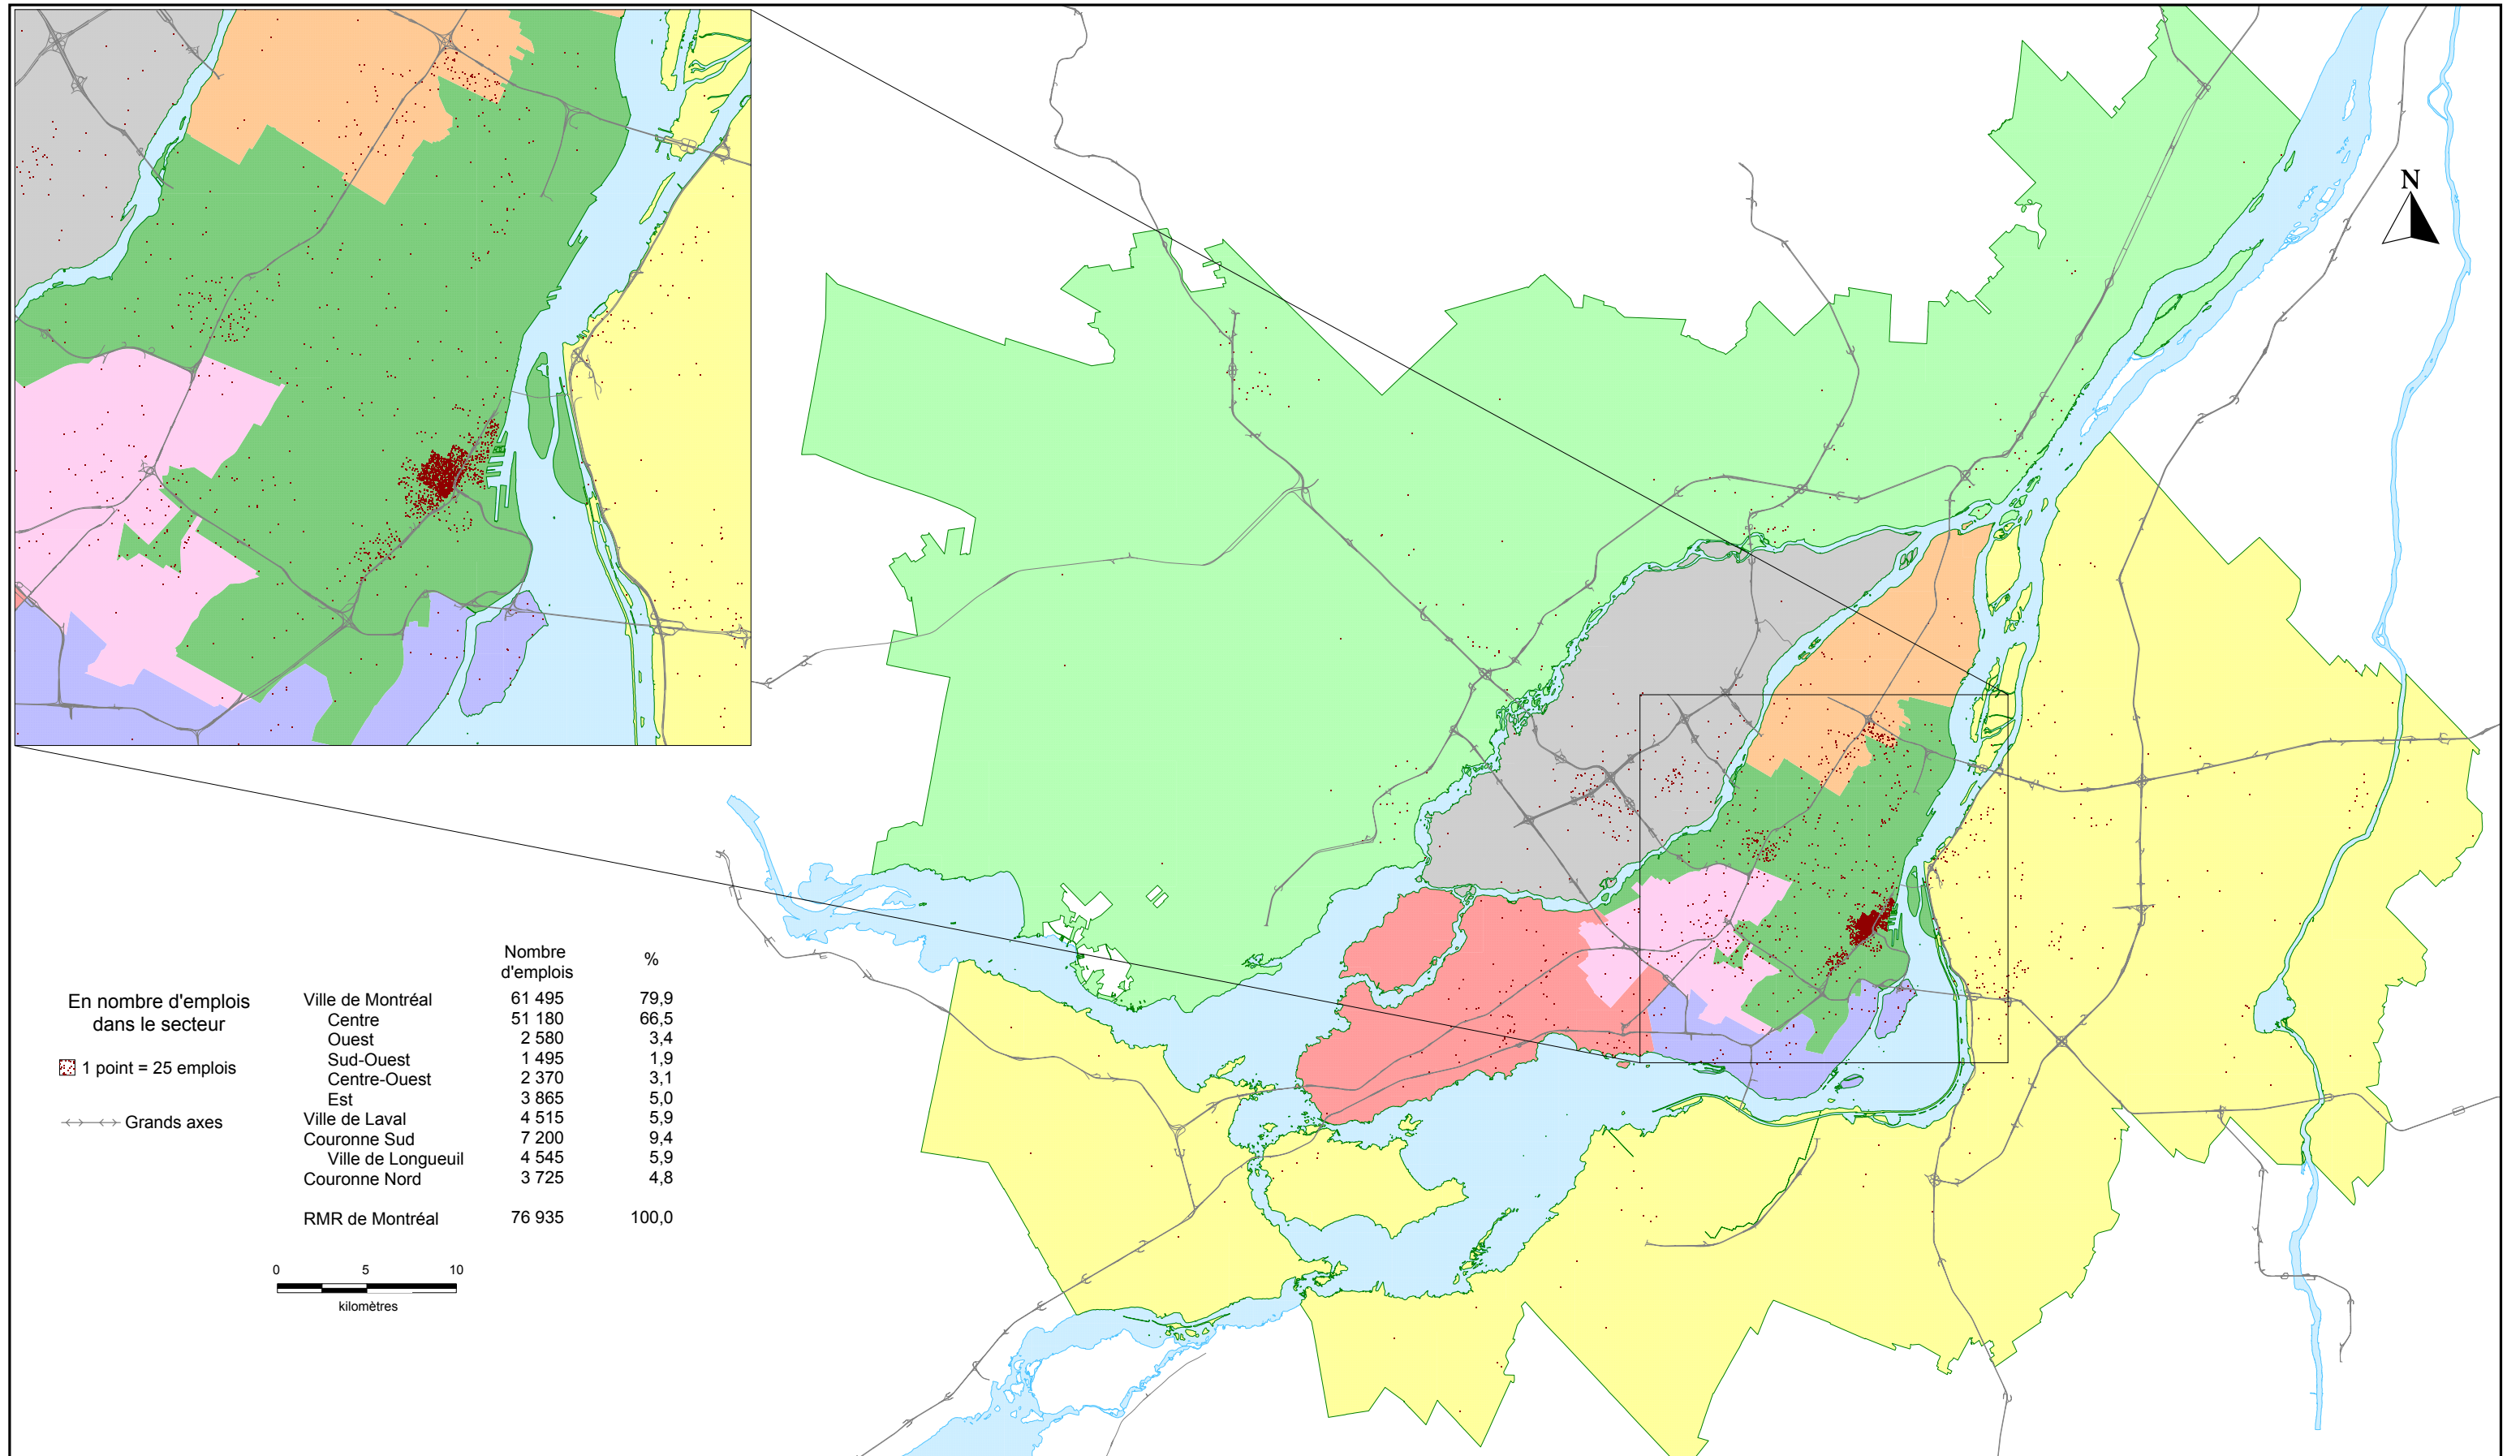 N
Nombre
d'emplois %
En nombre d'emplois
dans le secteur
1 point = 25 emplois
Grands axes
Ville de Montréal 61 495 79,9
Centre 51 180 66,5
Ouest 2 580 3,4
Sud-Ouest 1 495 1,9
Centre-Ouest 2 370 3,1
Est 3 865 5,0
Ville de Laval 4 515 5,9
Couronne Sud 7 200 9,4
Ville de Longueuil 4 545 5,9
Couronne Nord 3 725 4,8
RMR de Montréal 76 935 100,0
0 5 10
kilomètres